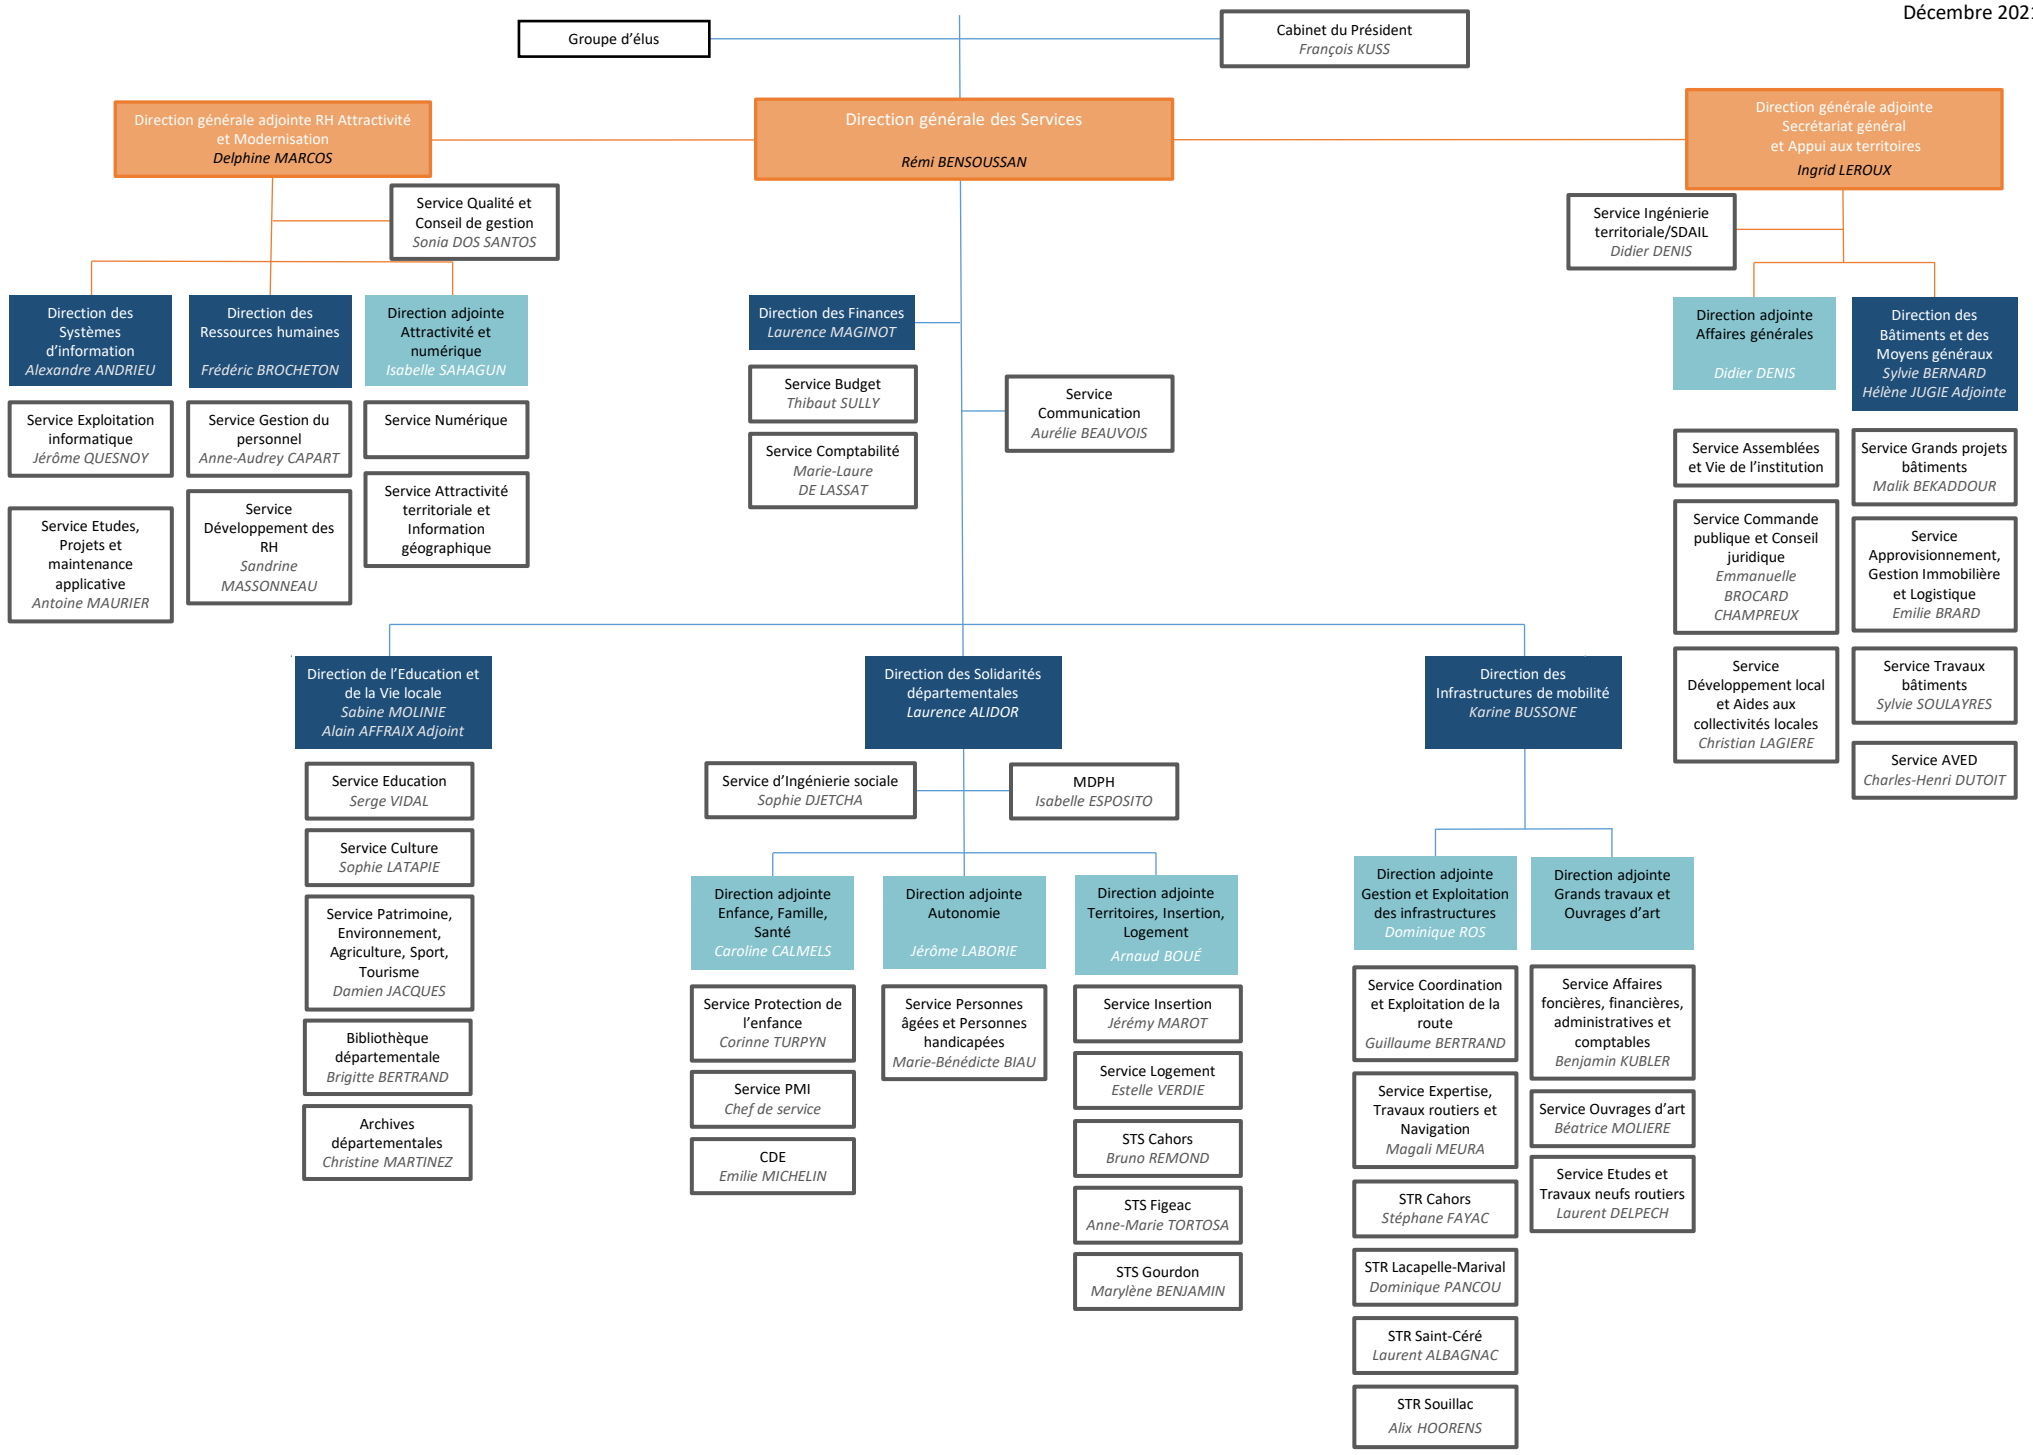 Décembre 2021
Groupe d'élus
Cabinet du Président
François KUSS
Direction générale adjointe RH Attractivité
et Modernisation
Delphine MARCOS
Direction générale des Services
Rémi BENSOUSSAN
Direction générale adjointe
Secrétariat général
et Appui aux territoires
Ingrid LEROUX
Service Qualité et
Conseil de gestion
Sonia DOS SANTOS
Service Ingénierie
territoriale/SDAIL
Didier DENIS
Direction des
Systèmes
d'information
Alexandre ANDRIEU
Direction des
Ressources humaines
Frédéric BROCHETON
Direction adjointe
Attractivité et
numérique
Isabelle SAHAGUN
Direction des Finances
Laurence MAGINOT
Direction adjointe
Affaires générales
Didier DENIS
Direction des
Bâtiments et des
Moyens généraux
Sylvie BERNARD
Hélène JUGIE Adjointe
Service Exploitation
informatique
Jérôme QUESNOY
Service Etudes,
Projets et
maintenance
applicative
Antoine MAURIER
Service Gestion du
personnel
Anne-Audrey CAPART
Service
Développement des
RH
Sandrine
MASSONNEAU
Service Numérique
Service Attractivité
territoriale et
Information
géographique
Service Budget
Thibaut SULLY
Service Comptabilité
Marie-Laure
DE LASSAT
Service
Communication
Aurélie BEAUVOIS
Service Assemblées
et Vie de l'institution
Service Commande
publique et Conseil
juridique
Emmanuelle
BROCARD
CHAMPREUX
Service
Développement local
et Aides aux
collectivités locales
Christian LAGIERE
Service Grands projets
bâtiments
Malik BEKADDOUR
Service
Approvisionnement,
Gestion Immobilière
et Logistique
Emilie BRARD
Service Travaux
bâtiments
Sylvie SOULAYRES
Service AVED
Charles-Henri DUTOIT
Direction de l'Education et
de la Vie locale
Sabine MOLINIE
Alain AFFRAIX Adjoint
Direction des Solidarités
départementales
Laurence ALIDOR
Direction des
Infrastructures de mobilité
Karine BUSSONE
Service Education
Serge VIDAL
Service Culture
Sophie LATAPIE
Service Patrimoine,
Environnement,
Agriculture, Sport,
Tourisme
Damien JACQUES
Bibliothèque
départementale
Brigitte BERTRAND
Archives
départementales
Christine MARTINEZ
Service d'Ingénierie sociale
Sophie DJETCHA
MDPH
Isabelle ESPOSITO
Direction adjointe
Enfance, Famille,
Santé
Caroline CALMELS
Direction adjointe
Autonomie
Jérôme LABORIE
Direction adjointe
Territoires, Insertion,
Logement
Arnaud BOUÉ
Service Protection de
l'enfance
Corinne TURPYN
Service PMI
Chef de service
CDE
Emilie MICHELIN
Service Personnes
âgées et Personnes
handicapées
Marie-Bénédicte BIAU
Service Insertion
Jérémy MAROT
Service Logement
Estelle VERDIE
STS Cahors
Bruno REMOND
STS Figeac
Anne-Marie TORTOSA
STS Gourdon
Marylène BENJAMIN
Direction adjointe
Gestion et Exploitation
des infrastructures
Dominique ROS
Direction adjointe
Grands travaux et
Ouvrages d'art
Service Coordination
et Exploitation de la
route
Guillaume BERTRAND
Service Expertise,
Travaux routiers et
Navigation
Magali MEURA
STR Cahors
Stéphane FAYAC
STR Lacapelle-Marival
Dominique PANCOU
STR Saint-Céré
Laurent ALBAGNAC
STR Souillac
Alix HOORENS
Service Affaires
foncières, financières,
administratives et
comptables
Benjamin KUBLER
Service Ouvrages d'art
Béatrice MOLIERE
Service Etudes et
Travaux neufs routiers
Laurent DELPECH